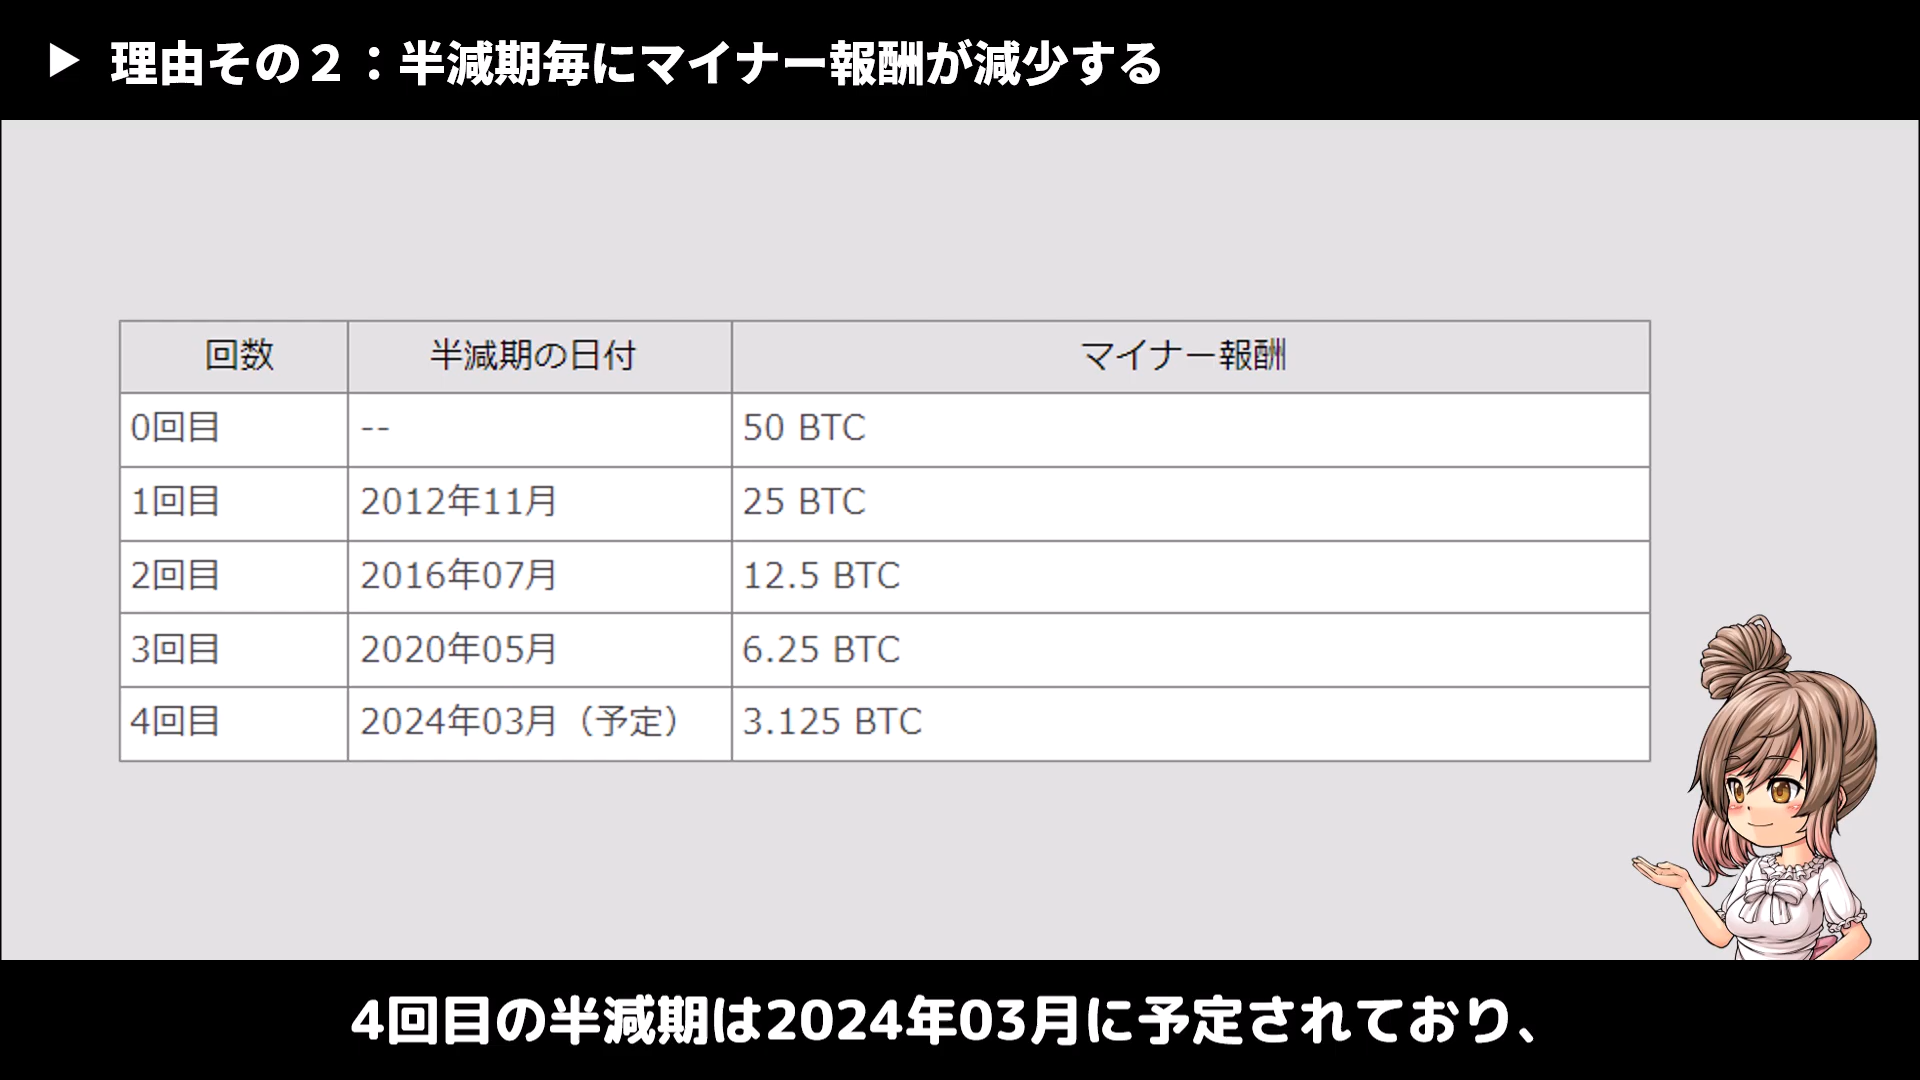 ▶ 理由その２：半減期毎にマイナー報酬が減少する
回数 半減期の日付 マイナー報酬
0回目 -- 50 BTC
1回目 2012年11月 25 BTC
2回目 2016年07月 12.5 BTC
3回目 2020年05月 6.25 BTC
4回目 2024年03月（予定） 3.125 BTC
4回目の半減期は2024年03月に予定されており、